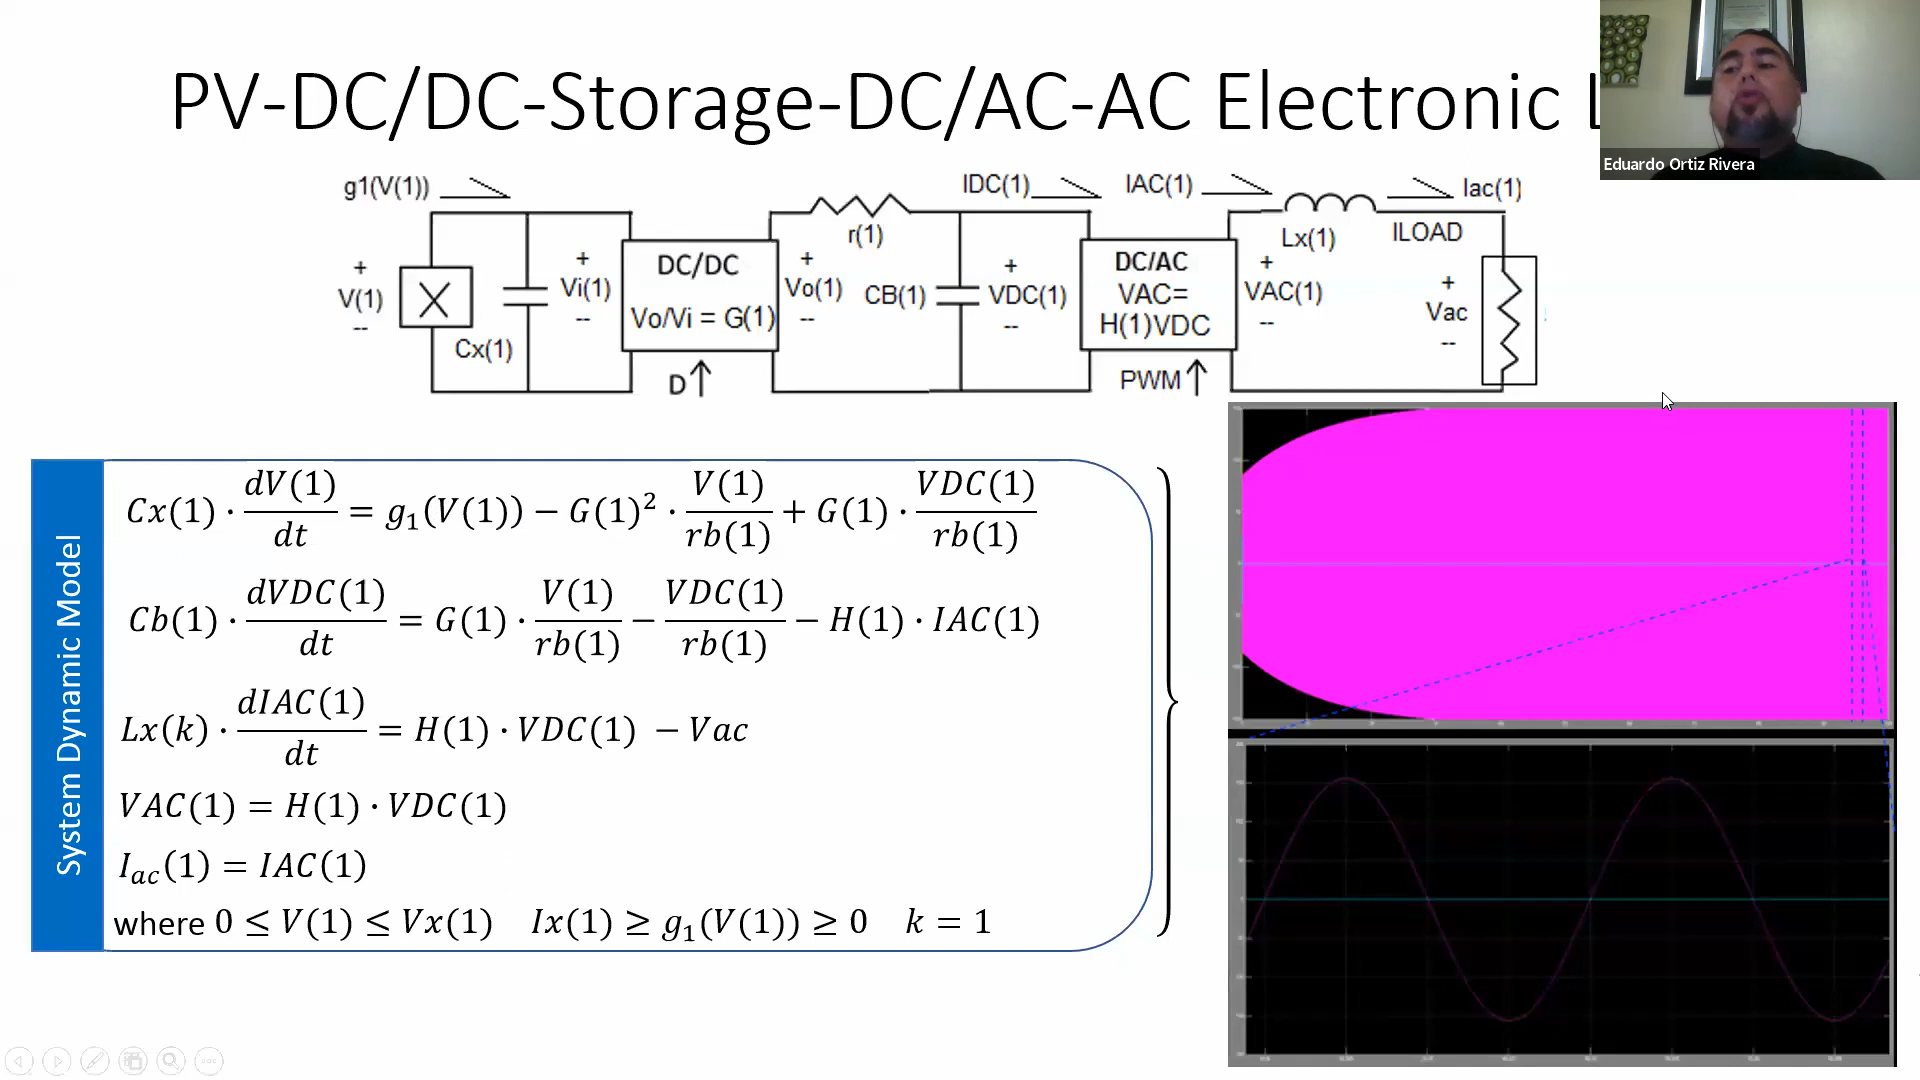 PV-DC/DC-Storage-DC/AC-AC Electronic L
Eduardo Ortiz Rivera
g1(V(1))
IDC(1)
IAC(1)
Iac(1)
r(1)
Lx(1)
ILOAD
+
V(1)
--
Cx(1)
+
Vi(1)
--
DC/DC
Vo/Vi = G(1)
D
+
Vo(1)
--
CB(1)
+
VDC(1)
--
DC/AC
VAC=
H(1)VDC
PWM
+
VAC(1)
--
+
Vac
--
System Dynamic Model
Cx(1) · dV(1)/dt = g₁(V(1)) − G(1)² · V(1)/rb(1) + G(1) · VDC(1)/rb(1)
Cb(1) · dVDC(1)/dt = G(1) · V(1)/rb(1) − VDC(1)/rb(1) − H(1) · IAC(1)
Lx(k) · dIAC(1)/dt = H(1) · VDC(1) − Vac
VAC(1) = H(1) · VDC(1)
Iac(1) = IAC(1)
where 0 ≤ V(1) ≤ Vx(1) Ix(1) ≥ g₁(V(1)) ≥ 0 k = 1